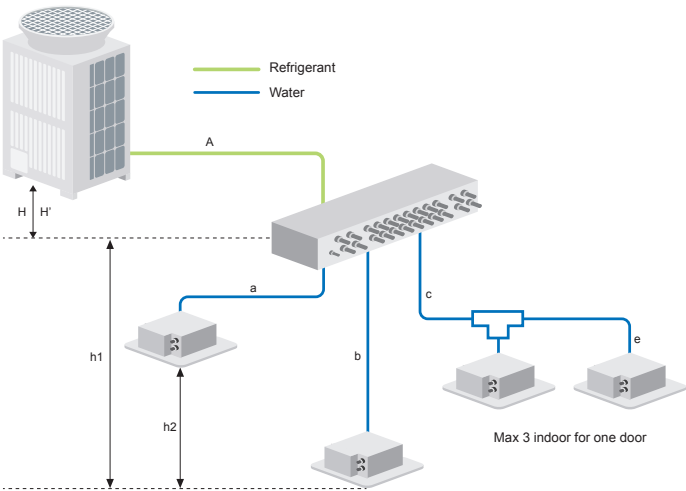 Refrigerant
Water
A
H H'
a
c
h1
b
e
h2
Max 3 indoor for one door